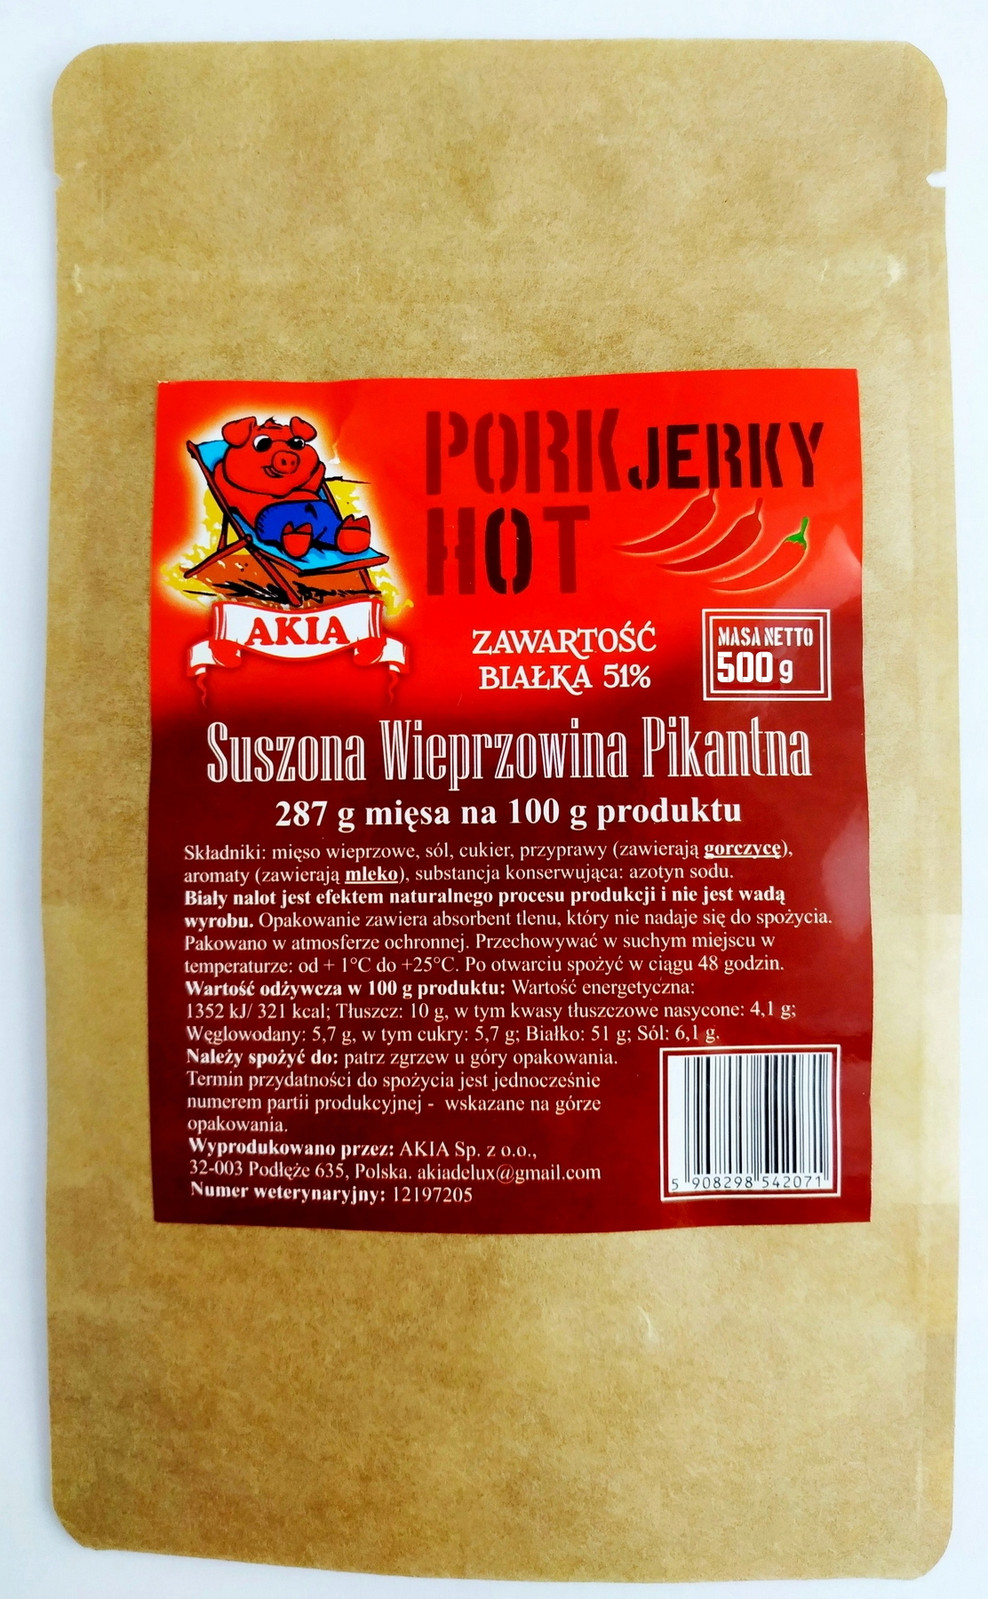 PORK JERKY
HOT
AKIA
ZAWARTOŚĆ
BIAŁKA 51%
MASA NETTO
500 g
Suszona Wieprzowina Pikantna
287 g mięsa na 100 g produktu
Składniki: mięso wieprzowe, sól, cukier, przyprawy (zawierają gorczycę),
aromaty (zawierają mleko), substancja konserwująca: azotyn sodu.
Biały nalot jest efektem naturalnego procesu produkcji i nie jest wadą
wyrobu. Opakowanie zawiera absorbent tlenu, który nie nadaje się do spożycia.
Pakowano w atmosferze ochronnej. Przechowywać w suchym miejscu w
temperaturze: od + 1°C do +25°C. Po otwarciu spożyć w ciągu 48 godzin.
Wartość odżywcza w 100 g produktu: Wartość energetyczna:
1352 kJ/ 321 kcal; Tłuszcz: 10 g, w tym kwasy tłuszczowe nasycone: 4,1 g;
Węglowodany: 5,7 g, w tym cukry: 5,7 g; Białko: 51 g; Sól: 6,1 g.
Należy spożyć do: patrz zgrzew u góry opakowania.
Termin przydatności do spożycia jest jednocześnie
numerem partii produkcyjnej - wskazane na górze
opakowania.
Wyprodukowano przez: AKIA Sp. z o.o.,
32-003 Podłęże 635, Polska. akiadelux@gmail.com
Numer weterynaryjny: 12197205
5 908298 542071